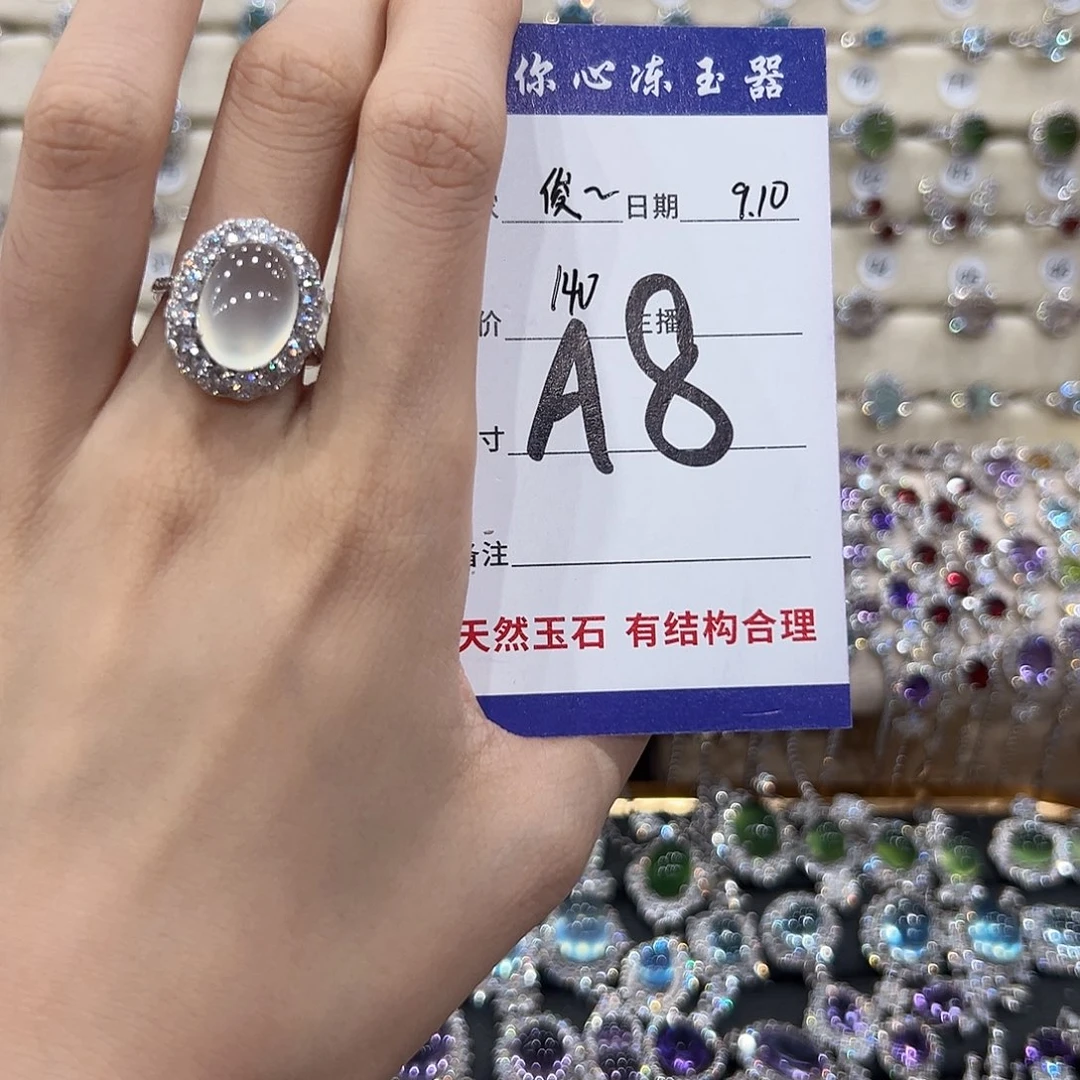 你心冻玉器
俊~ 日期 9.10
价 140 主播
A8
寸
备注
天然玉石 有结构合理